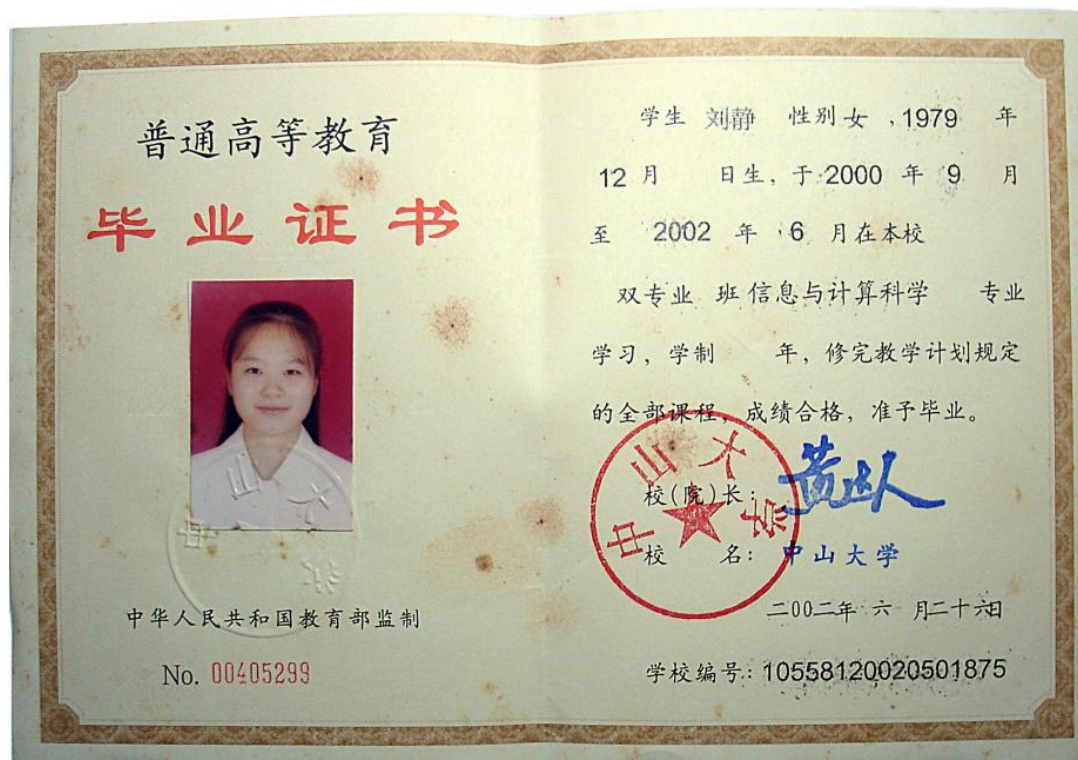 普通高等教育
毕业证书
中华人民共和国教育部监制
No. 00405299
学生 刘静 性别 女 , 1979 年
12 月 日生, 于 2000 年 9 月
至 2002 年 6 月在本校
双专业 班 信息与计算科学 专业
学习, 学制 年, 修完教学计划规定
的全部课程, 成绩合格, 准予毕业。
中山大学
校(院)长: 黄达人
校 名: 中山大学
二00二年 六 月二十六日
学校编号: 10558120020501875